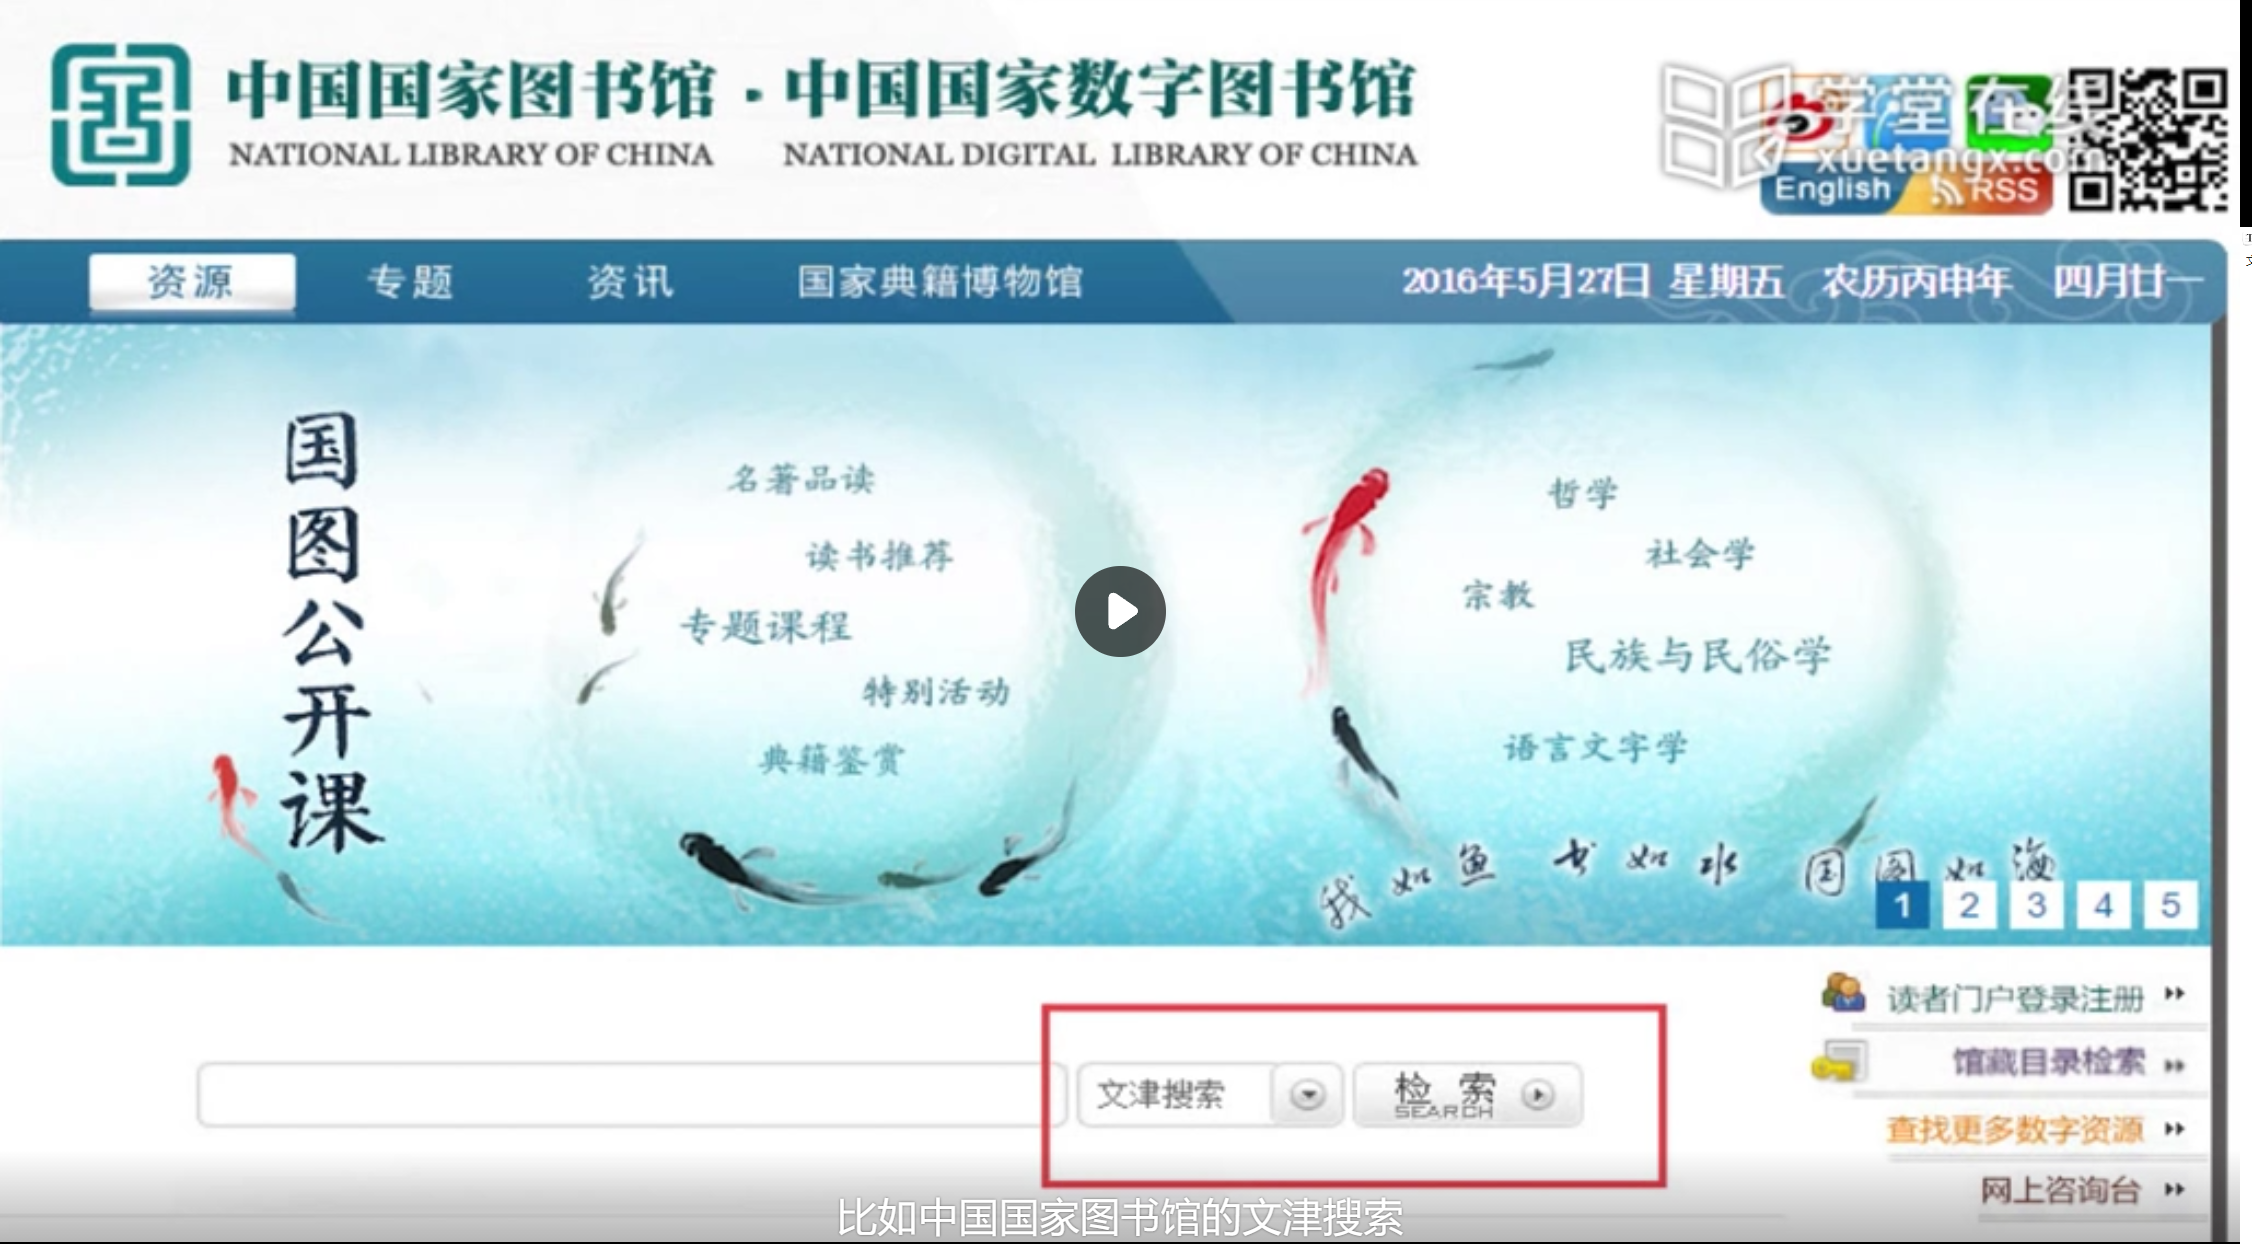 中国国家图书馆 · 中国国家数字图书馆
NATIONAL LIBRARY OF CHINA NATIONAL DIGITAL LIBRARY OF CHINA
学堂在线
xuetangx.com
English RSS
资源 专题 资讯 国家典籍博物馆 2016年5月27日 星期五 农历丙申年 四月廿一
国图公开课
名著品读
读书推荐
专题课程
特别活动
典籍鉴赏
哲学
社会学
宗教
民族与民俗学
语言文字学
我如鱼 书如水 国图如海
1 2 3 4 5
读者门户登录注册
馆藏目录检索
查找更多数字资源
网上咨询台
文津搜索 检索
SEARCH
比如中国国家图书馆的文津搜索